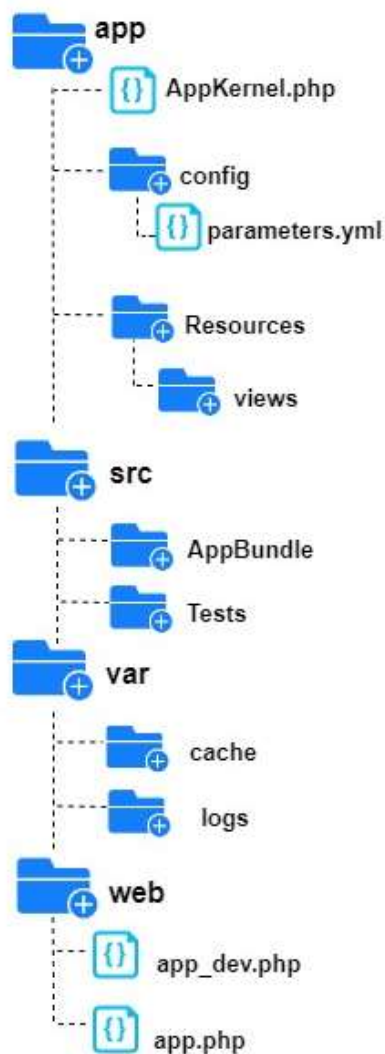 app
AppKernel.php
config
parameters.yml
Resources
views
src
AppBundle
Tests
var
cache
logs
web
app_dev.php
app.php